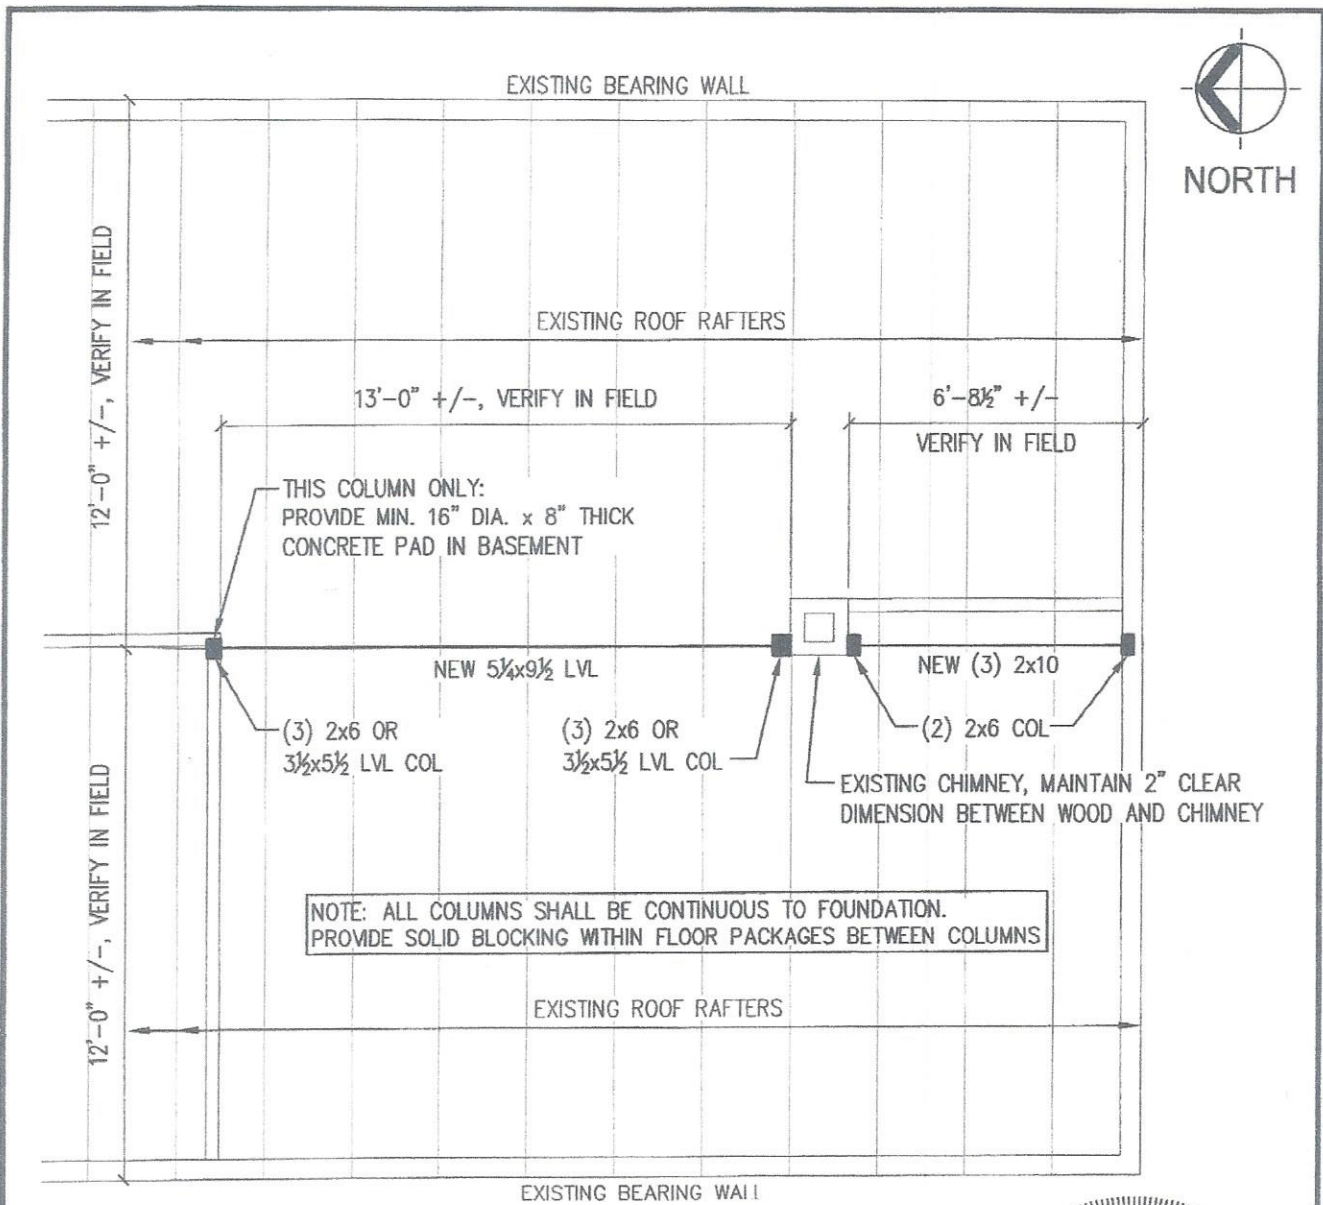 EXISTING BEARING WALL
NORTH
12'-0" +/-, VERIFY IN FIELD
EXISTING ROOF RAFTERS
13'-0" +/-, VERIFY IN FIELD
6'-8½" +/-
VERIFY IN FIELD
THIS COLUMN ONLY:
PROVIDE MIN. 16" DIA. x 8" THICK
CONCRETE PAD IN BASEMENT
NEW 5¼x9½ LVL
NEW (3) 2x10
(3) 2x6 OR
3½x5½ LVL COL
(3) 2x6 OR
3½x5½ LVL COL
(2) 2x6 COL
EXISTING CHIMNEY, MAINTAIN 2" CLEAR
DIMENSION BETWEEN WOOD AND CHIMNEY
12'-0" +/-, VERIFY IN FIELD
NOTE: ALL COLUMNS SHALL BE CONTINUOUS TO FOUNDATION.
PROVIDE SOLID BLOCKING WITHIN FLOOR PACKAGES BETWEEN COLUMNS
EXISTING ROOF RAFTERS
EXISTING BEARING WALL